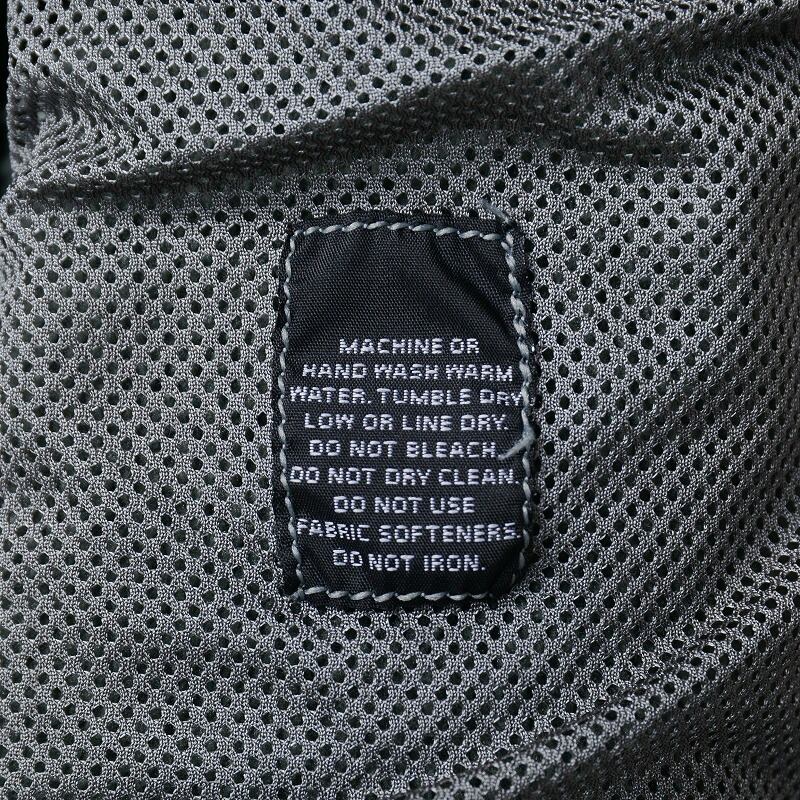 MACHINE OR
HAND WASH WARM
WATER. TUMBLE DRY
LOW OR LINE DRY.
DO NOT BLEACH.
DO NOT DRY CLEAN.
DO NOT USE
FABRIC SOFTENERS.
DO NOT IRON.